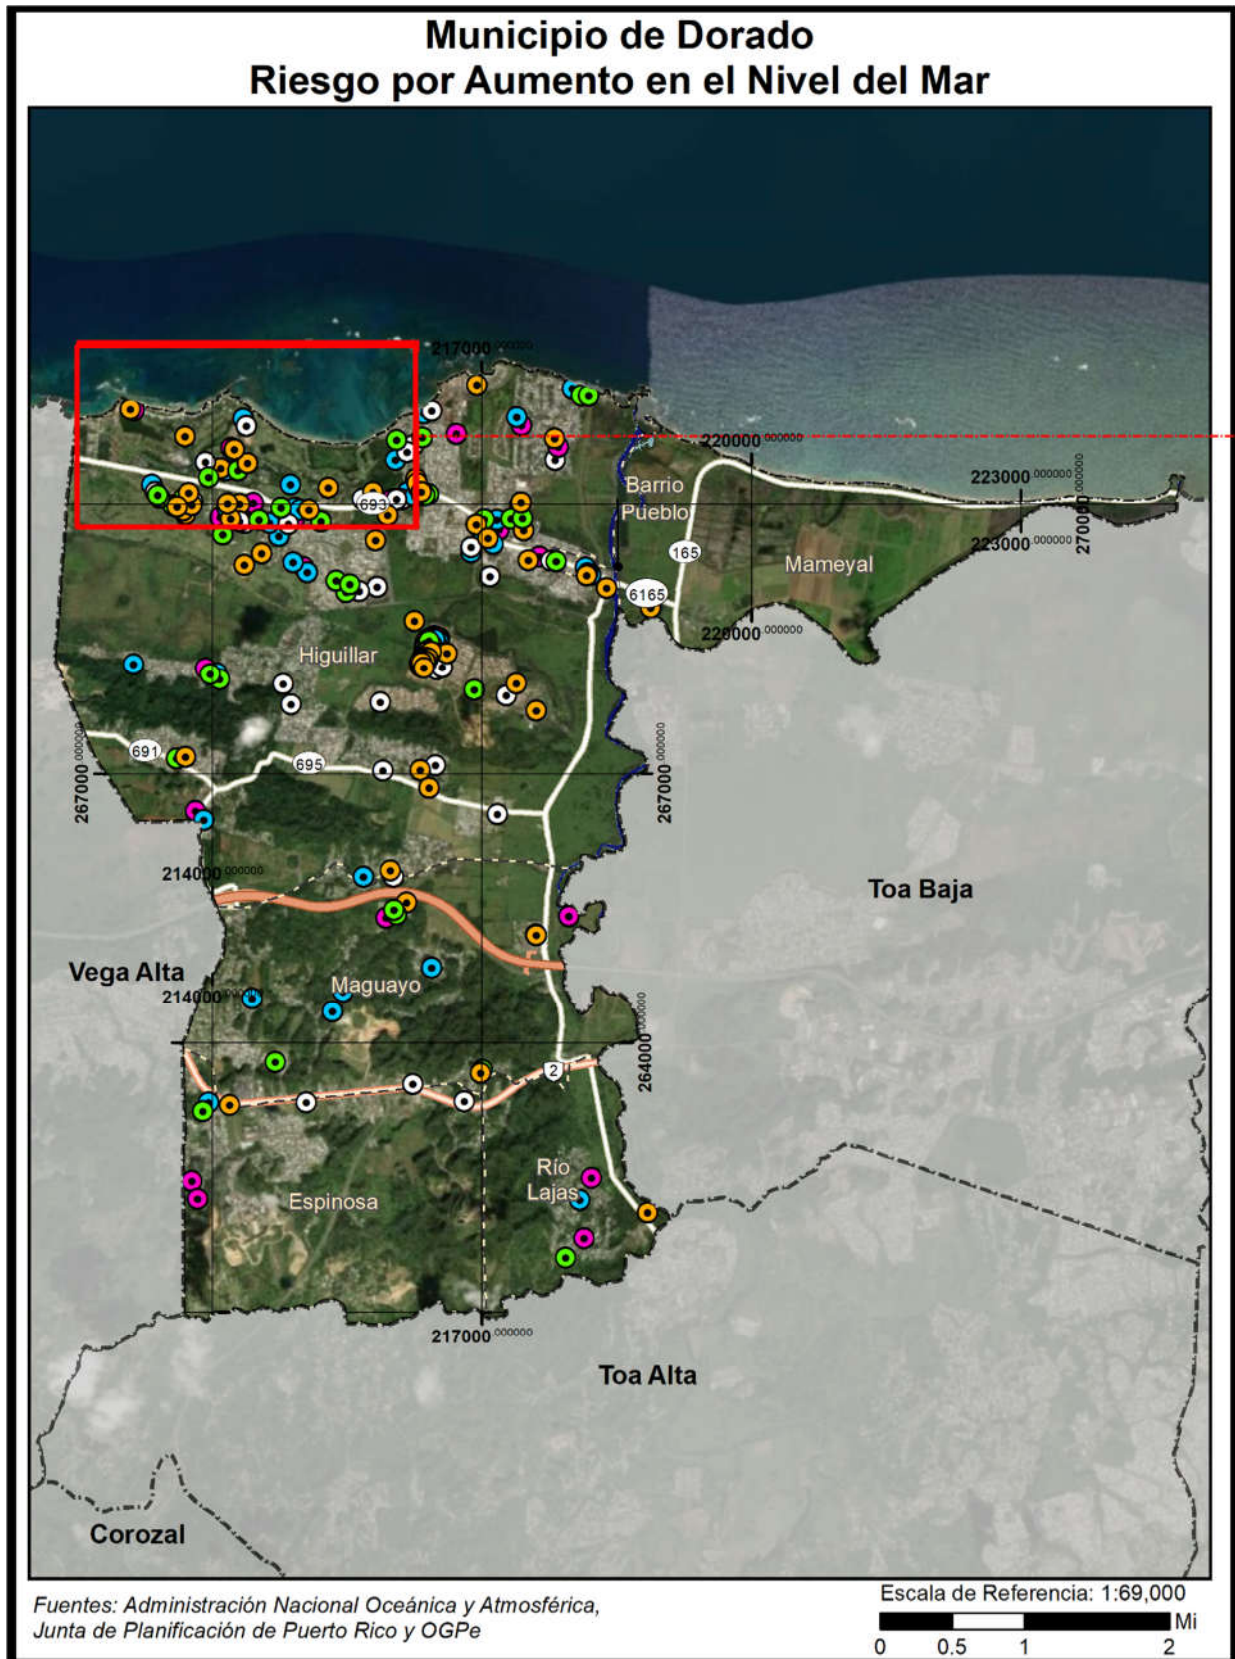 Municipio de Dorado
Riesgo por Aumento en el Nivel del Mar
217000.000000
220000.000000
223000.000000
270000.000000
223000.000000
Barrio
Pueblo
693
165
Mameyal
6165
220000.000000
Higuillar
691
695
267000.000000
267000.000000
214000.000000
Toa Baja
Vega Alta
Maguayo
214000.000000
264000.000000
2
Río
Lajas
Espinosa
217000.000000
Toa Alta
Corozal
Fuentes: Administración Nacional Oceánica y Atmosférica,
Junta de Planificación de Puerto Rico y OGPe
Escala de Referencia: 1:69,000
Mi
0 0.5 1 2